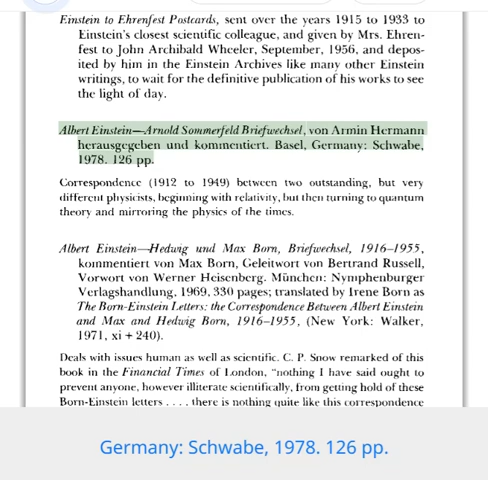 Einstein to Ehrenfest Postcards, sent over the years 1915 to 1933 to
Einstein's closest scientific colleague, and given by Mrs. Ehren-
fest to John Archibald Wheeler, September, 1956, and depos-
ited by him in the Einstein Archives like many other Einstein
writings, to wait for the definitive publication of his works to see
the light of day.
Albert Einstein—Arnold Sommerfeld Briefwechsel, von Armin Hermann
herausgegeben und kommentiert. Basel, Germany: Schwabe,
1978. 126 pp.
Correspondence (1912 to 1949) between two outstanding, but very
different physicists, beginning with relativity, but then turning to quantum
theory and mirroring the physics of the times.
Albert Einstein—Hedwig und Max Born, Briefwechsel, 1916–1955,
kommentiert von Max Born, Geleitwort von Bertrand Russell,
Vorwort von Werner Heisenberg. München: Nymphenburger
Verlagshandlung, 1969, 330 pages; translated by Irene Born as
The Born-Einstein Letters: the Correspondence Between Albert Einstein
and Max and Hedwig Born, 1916–1955, (New York: Walker,
1971, xi + 240).
Deals with issues human as well as scientific. C. P. Snow remarked of this
book in the Financial Times of London, "nothing I have said ought to
prevent anyone, however illiterate scientifically, from getting hold of these
Born-Einstein letters . . . . there is nothing quite like this correspondence
Germany: Schwabe, 1978. 126 pp.